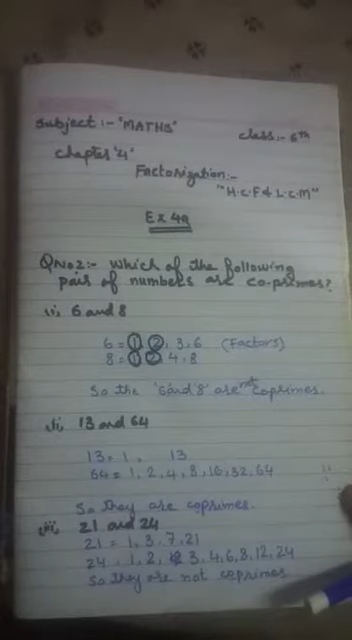 Subject :- "MATHS"
Class :- 6th
Chapter '4'
Factorization :-
"H.C.F & L.C.M"
Ex 4a
QNo2:- Which of the following
pair of numbers are co-primes?
(i), 6 and 8
6 = 1, 2, 3, 6 (Factors)
8 = 1, 2, 4, 8
So the '6 and 8' are not coprimes.
(ii), 13 and 64
13 = 1, 13
64 = 1, 2, 4, 8, 16, 32, 64
So they are coprimes.
(iii), 21 and 24
21 = 1, 3, 7, 21
24 . 1, 2, 3, 4, 6, 8, 12, 24
So they are not coprimes